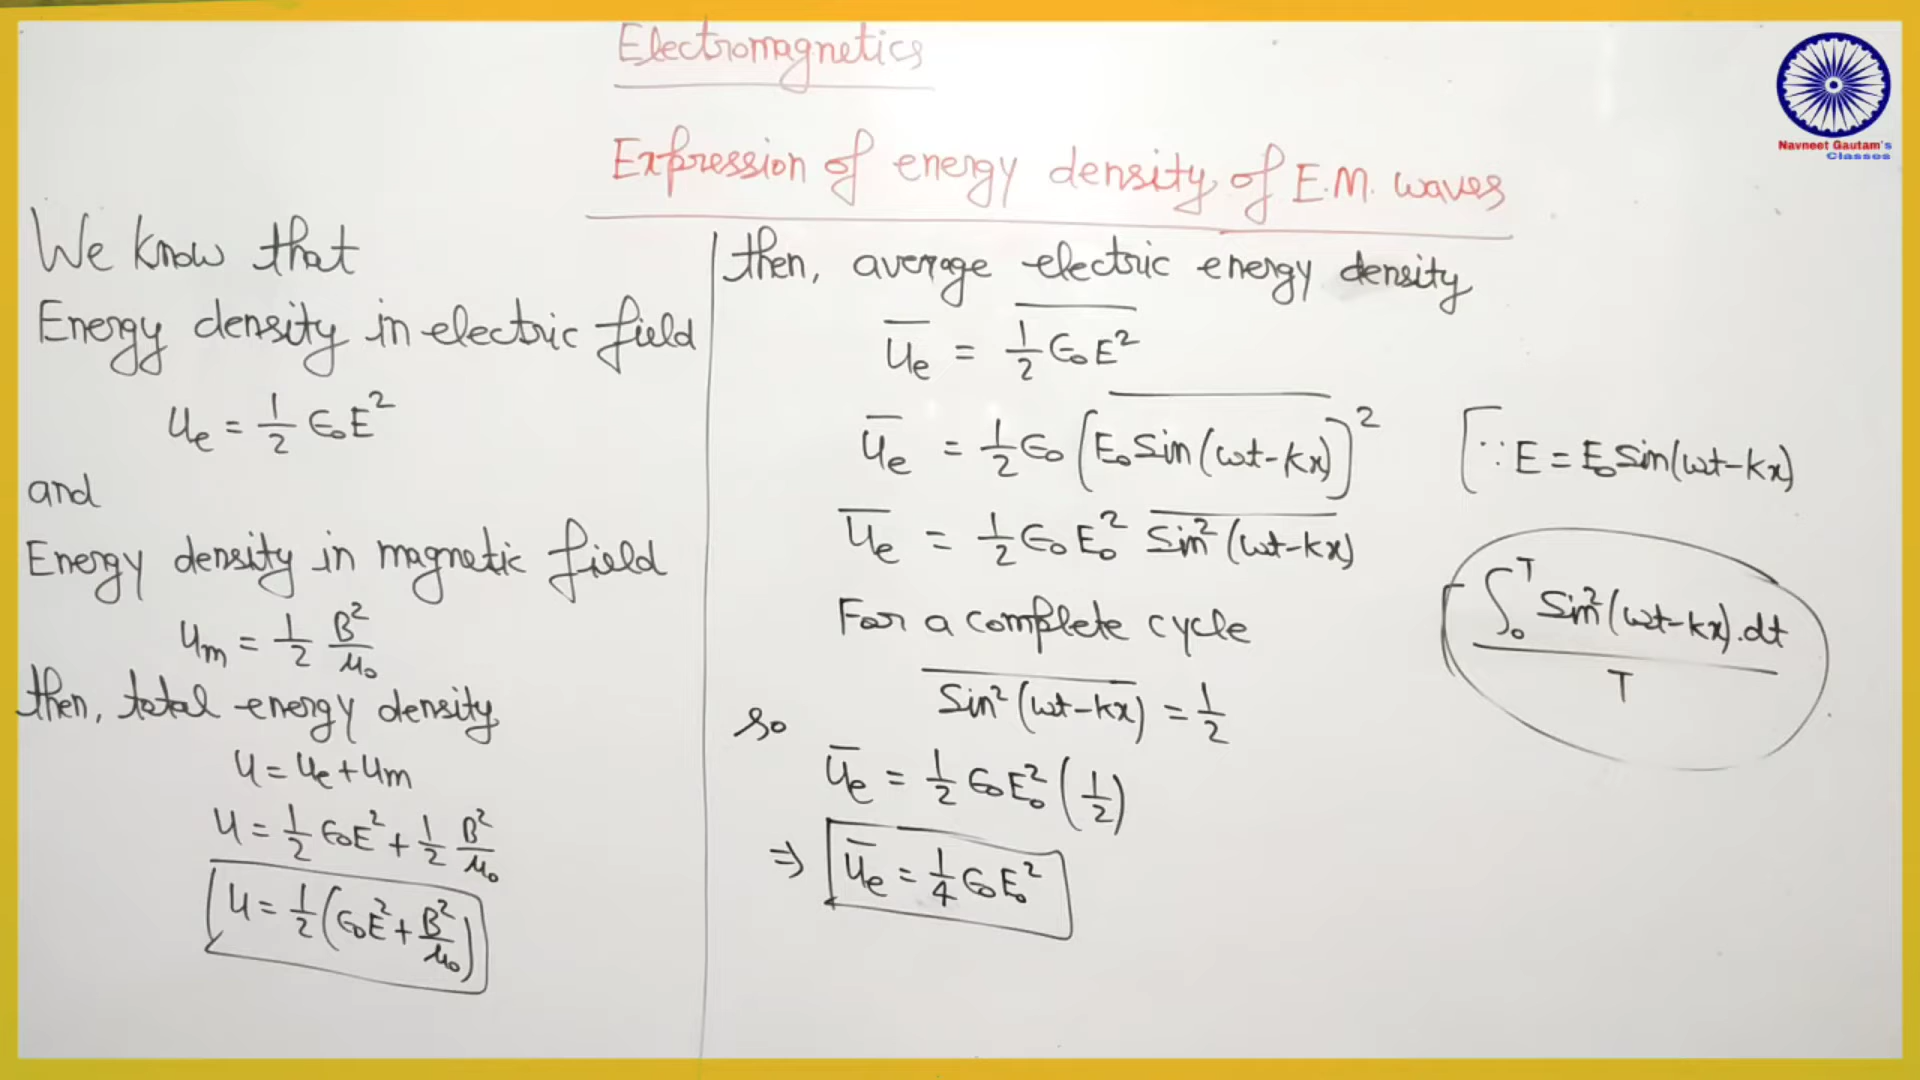 Electromagnetics
Expression of energy density of E.M. waves
Navneet Gautam's
Classes
We know that
Energy density in electric field
Ue = 1/2 ϵ₀E²
and
Energy density in magnetic field
Um = 1/2 B²/μ₀
then, total energy density
U = Ue + Um
U = 1/2 ϵ₀E² + 1/2 B²/μ₀
U = 1/2 (ϵ₀E² + B²/μ₀)
then, average electric energy density
U̅e = \overline{1/2 ϵ₀E²}
U̅e = 1/2 ϵ₀ \overline{[E₀ Sin(ωt-kx)]}² [∵ E = E₀ Sin(ωt-kx)
U̅e = 1/2 ϵ₀ E₀² \overline{Sin²(ωt-kx)}
For a complete cycle
\overline{Sin²(ωt-kx)} = 1/2
so
U̅e = 1/2 ϵ₀E₀² (1/2)
⇒ U̅e = 1/4 ϵ₀E₀²
∫₀ᵀ Sin²(ωt-kx).dt / T